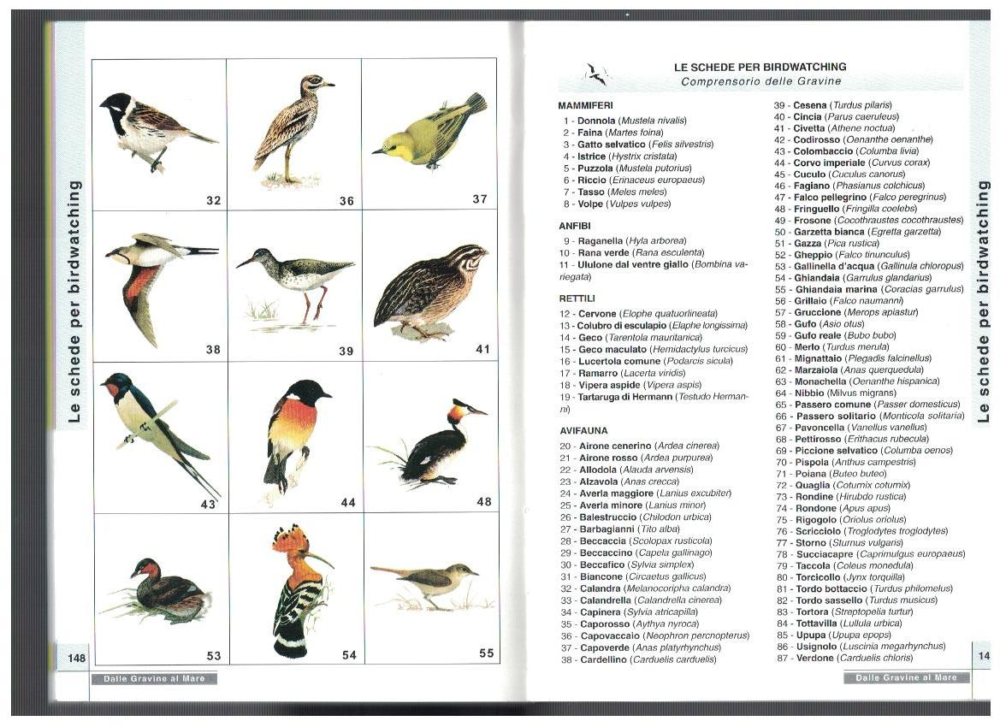 Le schede per birdwatching
32
36
37
38
39
41
43
44
48
53
54
55
148
Dalle Gravine al Mare
LE SCHEDE PER BIRDWATCHING
Comprensorio delle Gravine
MAMMIFERI
1 - Donnola (Mustela nivalis)
2 - Faina (Martes foina)
3 - Gatto selvatico (Felis silvestris)
4 - Istrice (Hystrix cristata)
5 - Puzzola (Mustela putorius)
6 - Riccio (Erinaceus europaeus)
7 - Tasso (Meles meles)
8 - Volpe (Vulpes vulpes)
ANFIBI
9 - Raganella (Hyla arborea)
10 - Rana verde (Rana esculenta)
11 - Ululone dal ventre giallo (Bombina va-
riegata)
RETTILI
12 - Cervone (Elophe quatuorlineata)
13 - Colubro di esculapio (Elaphe longissima)
14 - Geco (Tarentola mauritanica)
15 - Geco maculato (Hemidactylus turcicus)
16 - Lucertola comune (Podarcis sicula)
17 - Ramarro (Lacerta viridis)
18 - Vipera aspide (Vipera aspis)
19 - Tartaruga di Hermann (Testudo Herman-
ni)
AVIFAUNA
20 - Airone cenerino (Ardea cinerea)
21 - Airone rosso (Ardea purpurea)
22 - Allodola (Alauda arvensis)
23 - Alzavola (Anas crecca)
24 - Averla maggiore (Lanius excubiter)
25 - Averla minore (Lanius minor)
26 - Balestruccio (Chilodon urbica)
27 - Barbagianni (Tito alba)
28 - Beccaccia (Scolopax rusticola)
29 - Beccaccino (Capela gallinago)
30 - Beccafico (Sylvia simplex)
31 - Biancone (Circaetus gallicus)
32 - Calandra (Melanocoripha calandra)
33 - Calandrella (Calandrella cinerea)
34 - Capinera (Sylvia atricapilla)
35 - Caporosso (Aythya nyroca)
36 - Capovaccaio (Neophron percnopterus)
37 - Capoverde (Anas platyrhynchus)
38 - Cardellino (Carduelis carduelis)
39 - Cesena (Turdus pilaris)
40 - Cincia (Parus caeruleus)
41 - Civetta (Athene noctua)
42 - Codirosso (Oenanthe oenanthe)
43 - Colombaccio (Columba livia)
44 - Corvo imperiale (Curvus corax)
45 - Cuculo (Cuculus canorus)
46 - Fagiano (Phasianus colchicus)
47 - Falco pellegrino (Falco peregrinus)
48 - Fringuello (Fringilla coelebs)
49 - Frosone (Cocothraustes cocothraustes)
50 - Garzetta bianca (Egretta garzetta)
51 - Gazza (Pica rustica)
52 - Gheppio (Falco tinunculus)
53 - Gallinella d'acqua (Gallinula chloropus)
54 - Ghiandaia (Garrulus glandarius)
55 - Ghiandaia marina (Coracias garrulus)
56 - Grillaio (Falco naumanni)
57 - Gruccione (Merops apiastur)
58 - Gufo (Asio otus)
59 - Gufo reale (Bubo bubo)
60 - Merlo (Turdus merula)
61 - Mignattaio (Plegadis falcinellus)
62 - Marzaiola (Anas querquedula)
63 - Monachella (Oenanthe hispanica)
64 - Nibbio (Milvus migrans)
65 - Passero comune (Passer domesticus)
66 - Passero solitario (Monticola solitaria)
67 - Pavoncella (Vanellus vanellus)
68 - Pettirosso (Erithacus rubecula)
69 - Piccione selvatico (Columba oenos)
70 - Pispola (Anthus campestris)
71 - Poiana (Buteo buteo)
72 - Quaglia (Coturnix coturnix)
73 - Rondine (Hirubdo rustica)
74 - Rondone (Apus apus)
75 - Rigogolo (Oriolus oriolus)
76 - Scricciolo (Troglodytes troglodytes)
77 - Storno (Sturnus vulgaris)
78 - Succiacapre (Caprimulgus europaeus)
79 - Taccola (Coleus monedula)
80 - Torcicollo (Jynx torquilla)
81 - Tordo bottaccio (Turdus philomelus)
82 - Tordo sassello (Turdus musicus)
83 - Tortora (Streptopelia turtur)
84 - Tottavilla (Lullula urbica)
85 - Upupa (Upupa epops)
86 - Usignolo (Luscinia megarhynchus)
87 - Verdone (Carduelis chloris)
Le schede per birdwatching
14
Dalle Gravine al Mare